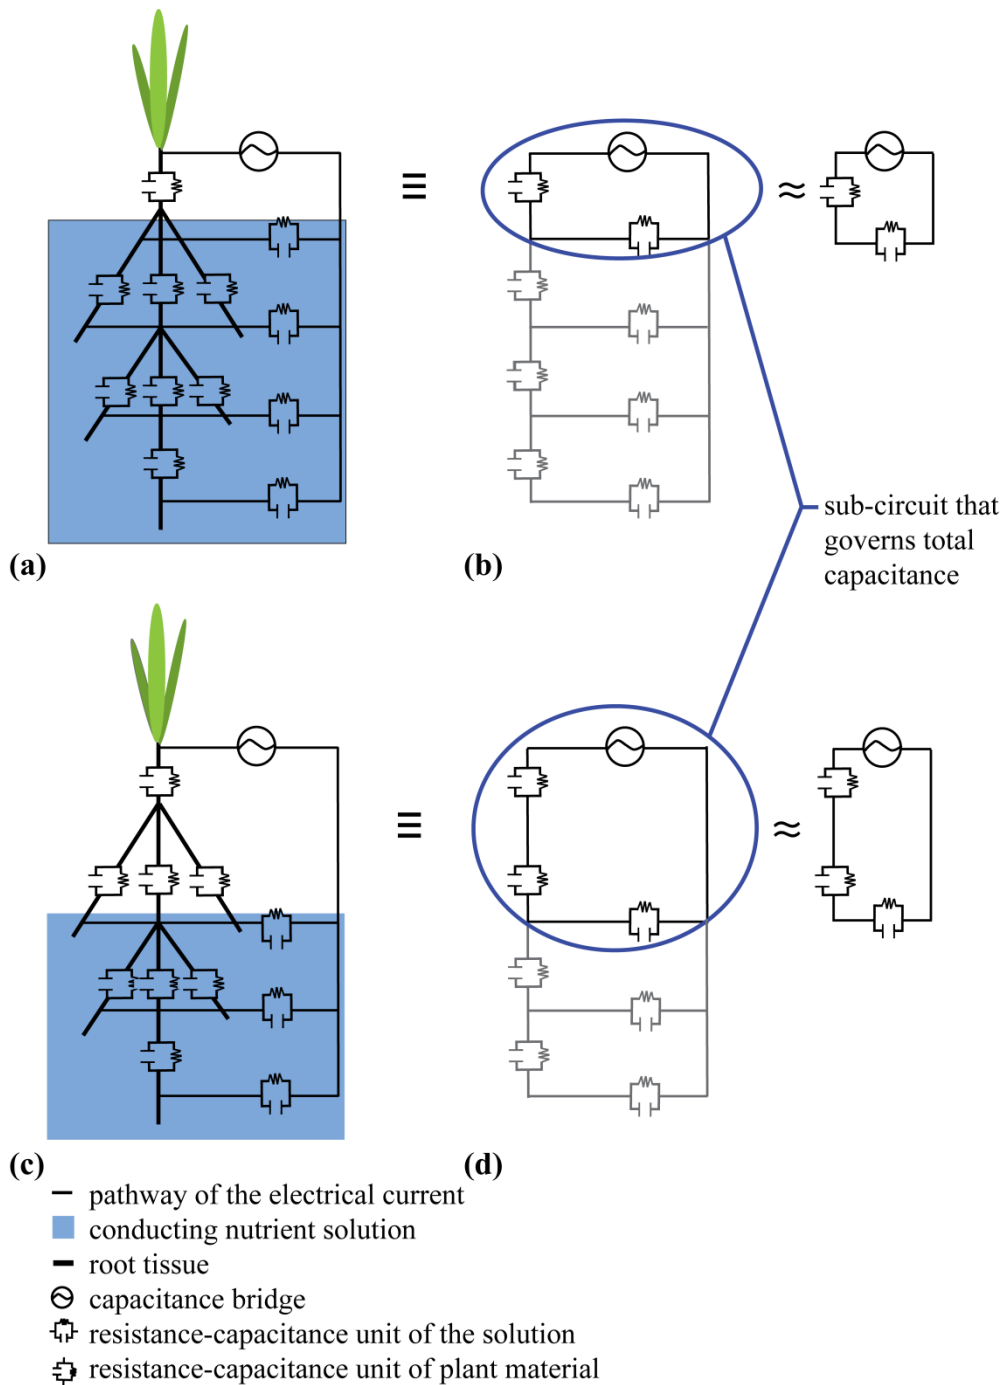 ≡
≈
(a)
(b)
sub-circuit that
governs total
capacitance
≡
≈
(c)
(d)
pathway of the electrical current
conducting nutrient solution
root tissue
capacitance bridge
resistance-capacitance unit of the solution
resistance-capacitance unit of plant material